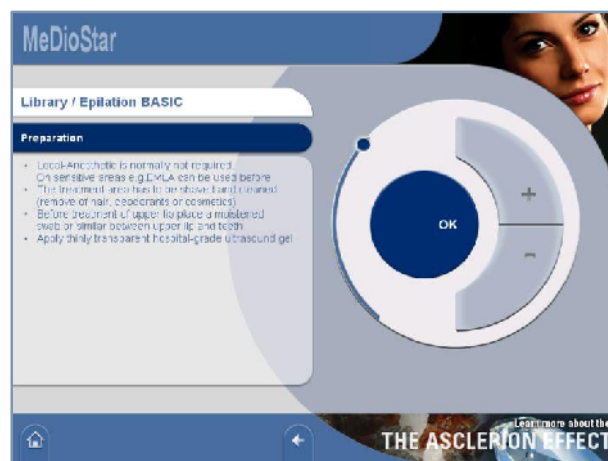 MeDioStar
Library / Epilation BASIC
Preparation
• Local-Anesthetic is normally not required.
On sensitive areas e.g.EMLA can be used before
• The treatment area has to be shaved and cleaned
(remove of hair, deodorants or cosmetics)
• Before treatment of upper lip place a moistened
swab or similar between upper lip and teeth
• Apply thinly transparent hospital-grade ultrasound gel
OK
+
−
Learn more about the
THE ASCLERION EFFECT